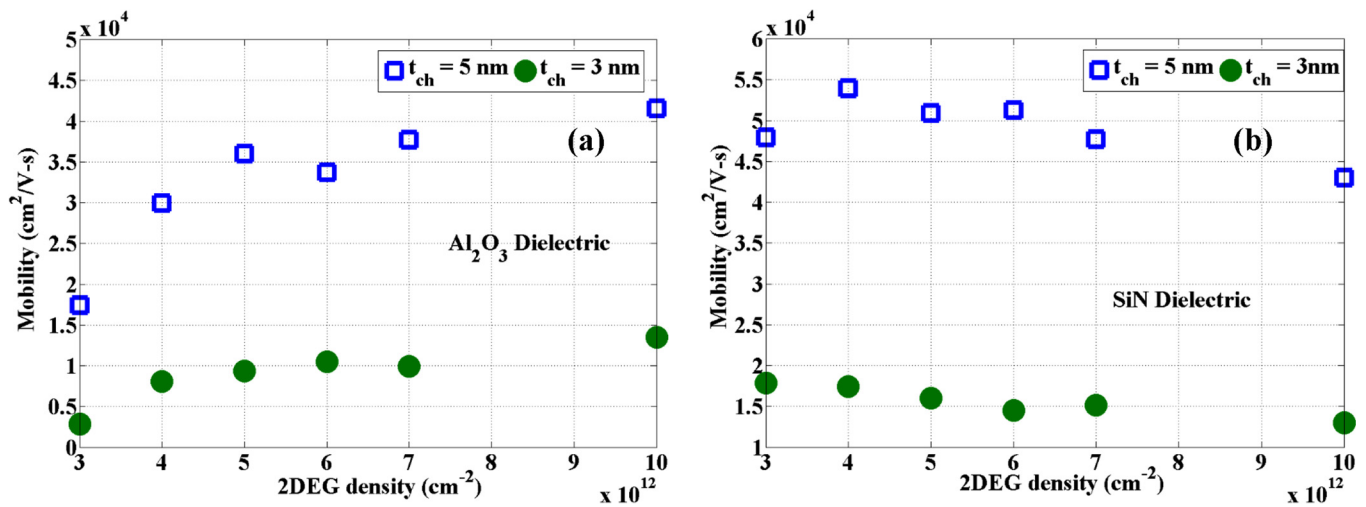 x 10^4
5
4.5
4
3.5
3
2.5
2
1.5
1
0.5
0
Mobility (cm^2/V-s)
t_ch = 5 nm t_ch = 3 nm
(a)
Al_2O_3 Dielectric
3 4 5 6 7 8 9 10
2DEG density (cm^-2)
x 10^12
x 10^4
6
5.5
5
4.5
4
3.5
3
2.5
2
1.5
1
Mobility (cm^2/V-s)
t_ch = 5 nm t_ch = 3nm
(b)
SiN Dielectric
3 4 5 6 7 8 9 10
2DEG density (cm^-2)
x 10^12